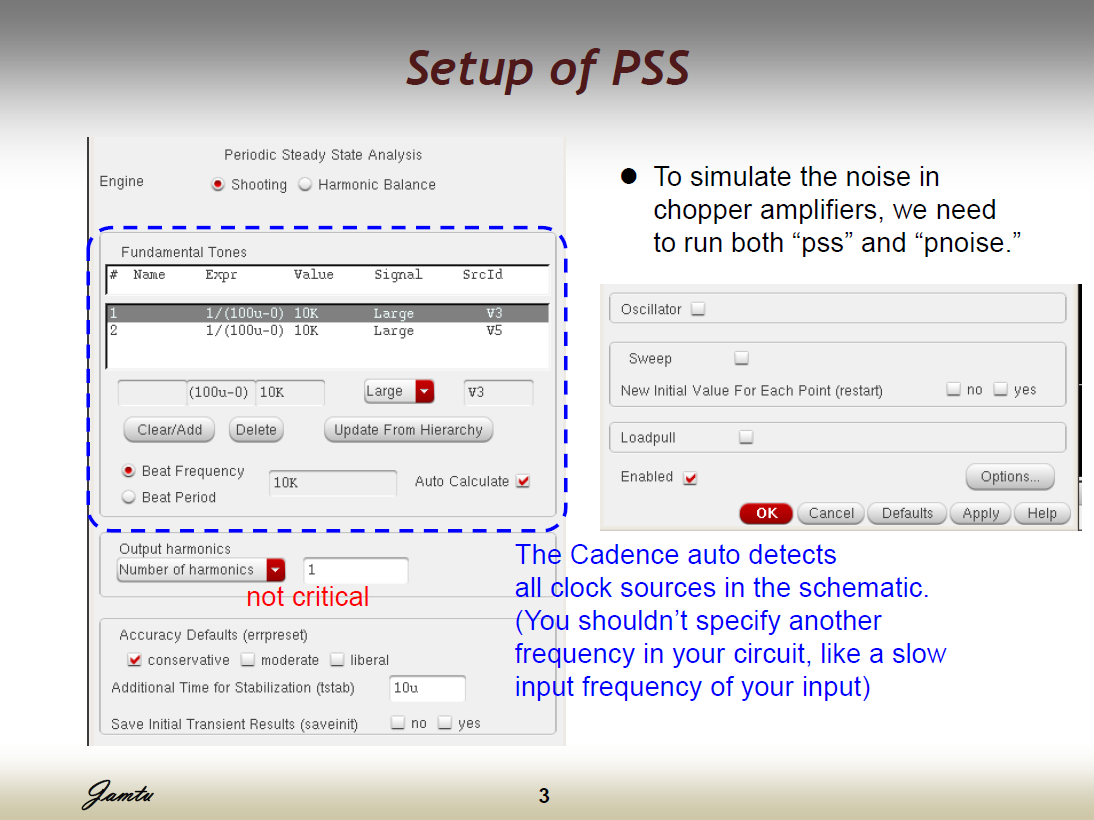 Setup of PSS
Periodic Steady State Analysis
Engine Shooting Harmonic Balance
Fundamental Tones
# Name Expr Value Signal SrcId
1 1/(100u-0) 10K Large V3
2 1/(100u-0) 10K Large V5
(100u-0) 10K Large V3
Clear/Add Delete Update From Hierarchy
Beat Frequency
Beat Period
10K
Auto Calculate
Output harmonics
Number of harmonics 1
not critical
Accuracy Defaults (errpreset)
conservative moderate liberal
Additional Time for Stabilization (tstab) 10u
Save Initial Transient Results (saveinit) no yes
● To simulate the noise in
chopper amplifiers, we need
to run both “pss” and “pnoise.”
Oscillator
Sweep
New Initial Value For Each Point (restart) no yes
Loadpull
Enabled Options...
OK Cancel Defaults Apply Help
The Cadence auto detects
all clock sources in the schematic.
(You shouldn’t specify another
frequency in your circuit, like a slow
input frequency of your input)
Jamtu
3